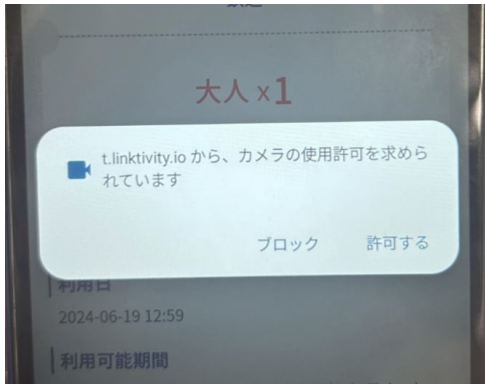 大人 x1
t.linktivity.io から、カメラの使用許可を求めら
れています
ブロック 許可する
利用日
2024-06-19 12:59
利用可能期間